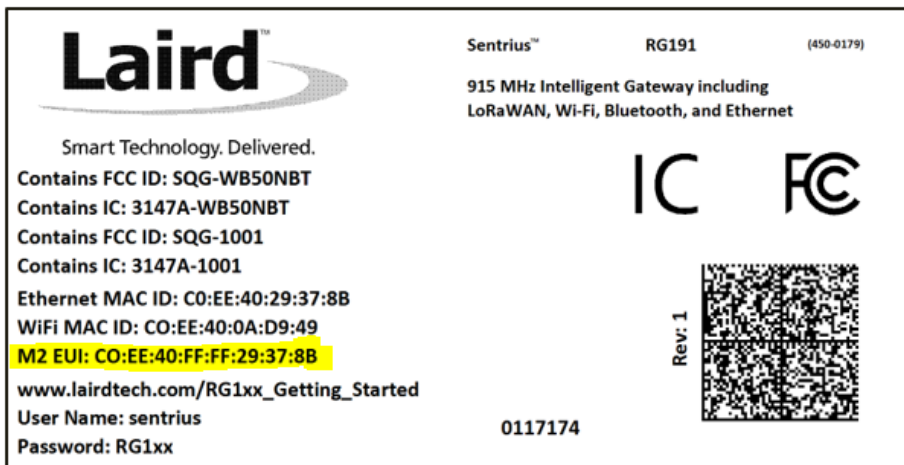 Laird™
Smart Technology. Delivered.
Contains FCC ID: SQG-WB50NBT
Contains IC: 3147A-WB50NBT
Contains FCC ID: SQG-1001
Contains IC: 3147A-1001
Ethernet MAC ID: C0:EE:40:29:37:8B
WiFi MAC ID: CO:EE:40:0A:D9:49
M2 EUI: CO:EE:40:FF:FF:29:37:8B
www.lairdtech.com/RG1xx_Getting_Started
User Name: sentrius
Password: RG1xx
Sentrius™ RG191 (450-0179)
915 MHz Intelligent Gateway including
LoRaWAN, Wi-Fi, Bluetooth, and Ethernet
IC FC
Rev: 1
0117174